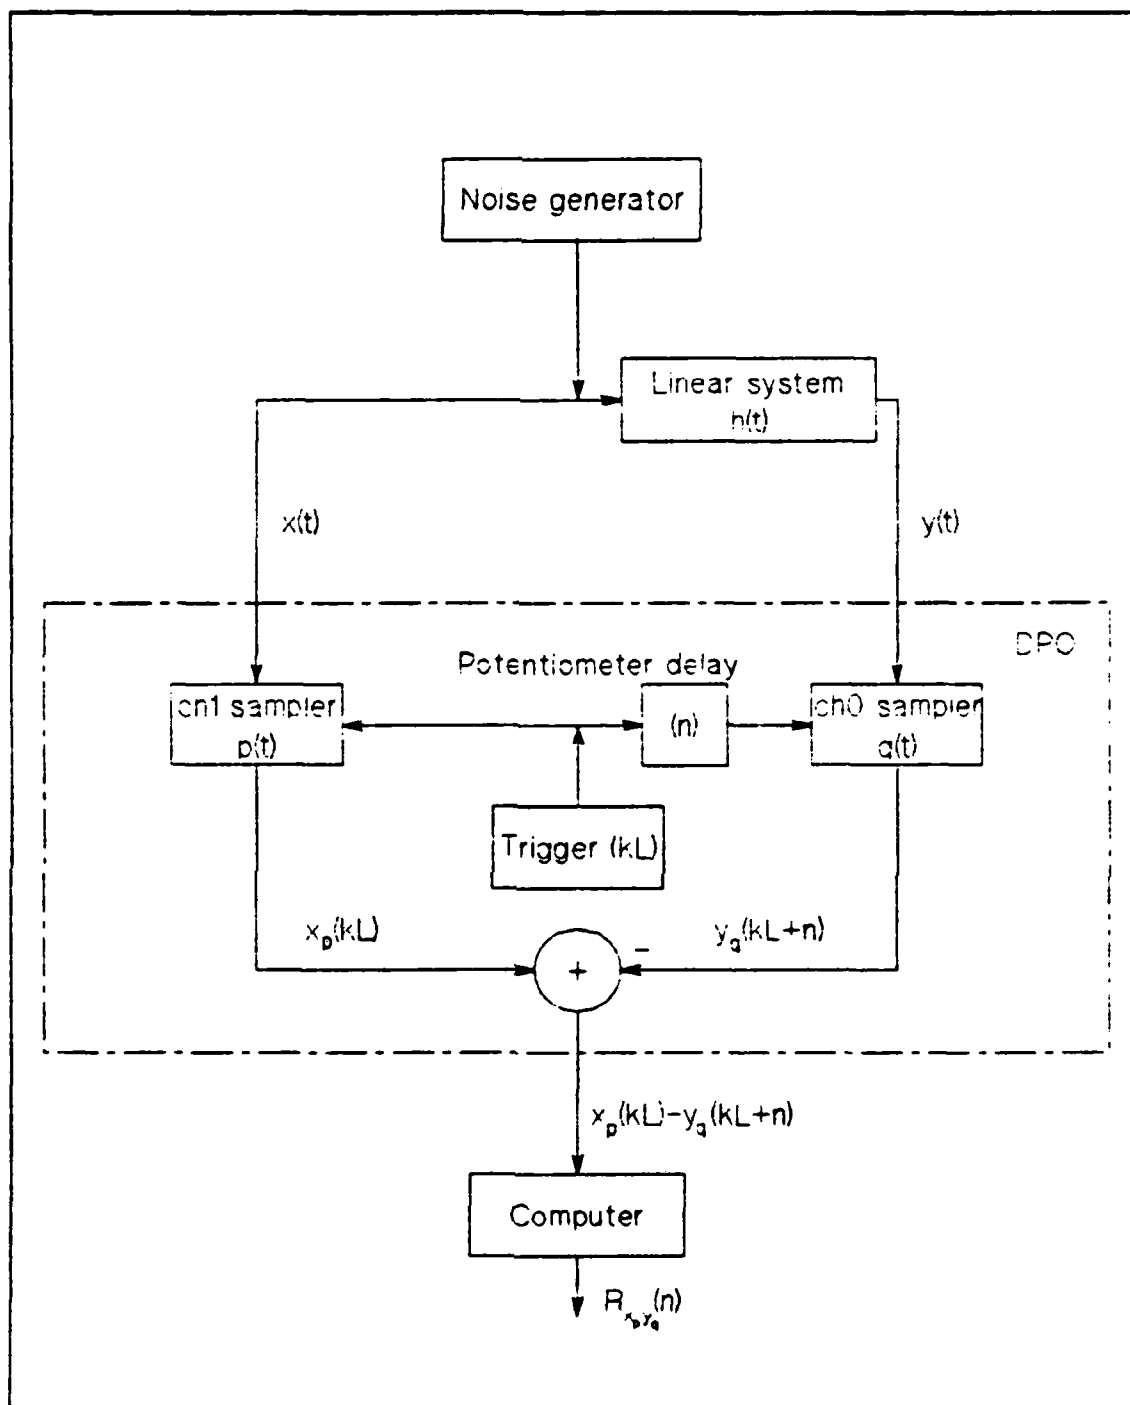 Noise generator
Linear system
h(t)
x(t)
y(t)
DPO
Potentiometer delay
ch1 sampler
p(t)
(n)
ch0 sampler
q(t)
Trigger (kL)
x_p(kL)
y_q(kL+n)
-
+
x_p(kL)-y_q(kL+n)
Computer
R_{x_p y_q}(n)